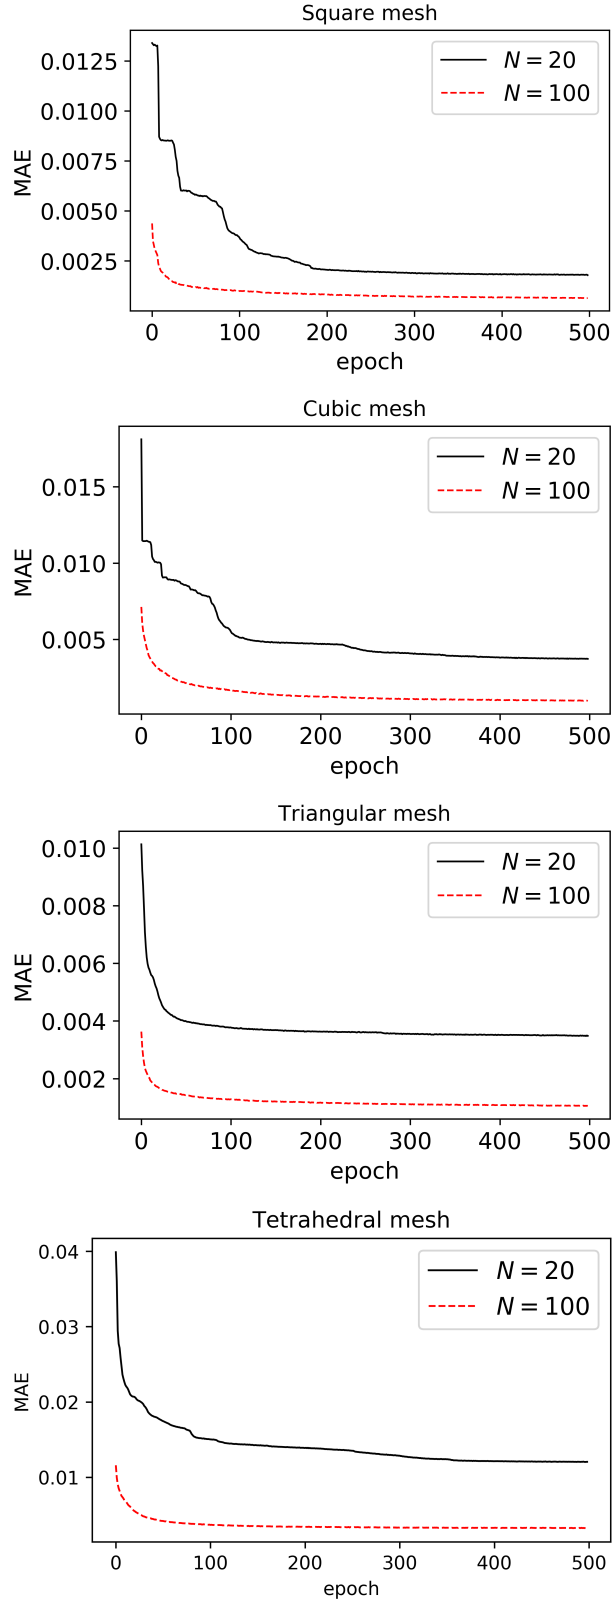 Square mesh
0.0125
0.0100
0.0075
0.0050
0.0025
MAE
N = 20
N = 100
0 100 200 300 400 500
epoch
Cubic mesh
0.015
0.010
0.005
MAE
N = 20
N = 100
0 100 200 300 400 500
epoch
Triangular mesh
0.010
0.008
0.006
0.004
0.002
MAE
N = 20
N = 100
0 100 200 300 400 500
epoch
Tetrahedral mesh
0.04
0.03
0.02
0.01
MAE
N = 20
N = 100
0 100 200 300 400 500
epoch